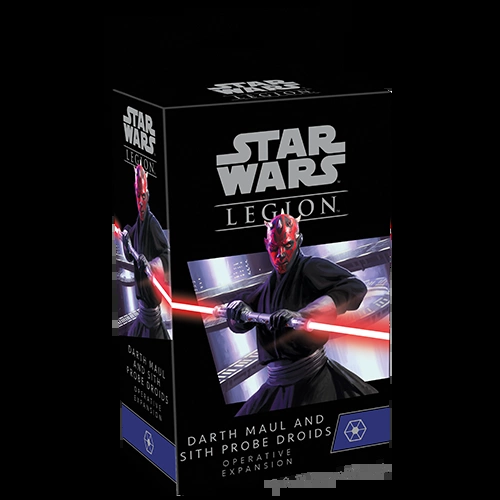 STAR
WARS
LEGION
DARTH MAUL
AND SITH
PROBE DROIDS
OPERATIVE
EXPANSION
STAR
WARS
LEGION
DARTH MAUL AND
SITH PROBE DROIDS
OPERATIVE
EXPANSION